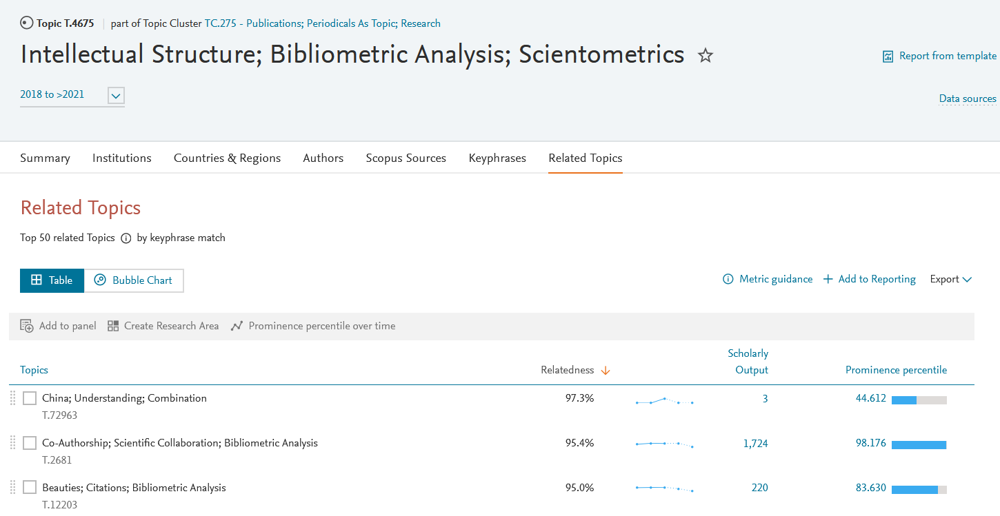 Topic T.4675 part of Topic Cluster TC.275 - Publications; Periodicals As Topic; Research
Intellectual Structure; Bibliometric Analysis; Scientometrics
Report from template
2018 to >2021
Data sources
Summary Institutions Countries & Regions Authors Scopus Sources Keyphrases Related Topics
Related Topics
Top 50 related Topics by keyphrase match
Table Bubble Chart Metric guidance Add to Reporting Export
Add to panel Create Research Area Prominence percentile over time
Topics Relatedness Scholarly Output Prominence percentile
China; Understanding; Combination 97.3% 3 44.612
T.72963
Co-Authorship; Scientific Collaboration; Bibliometric Analysis 95.4% 1,724 98.176
T.2681
Beauties; Citations; Bibliometric Analysis 95.0% 220 83.630
T.12203